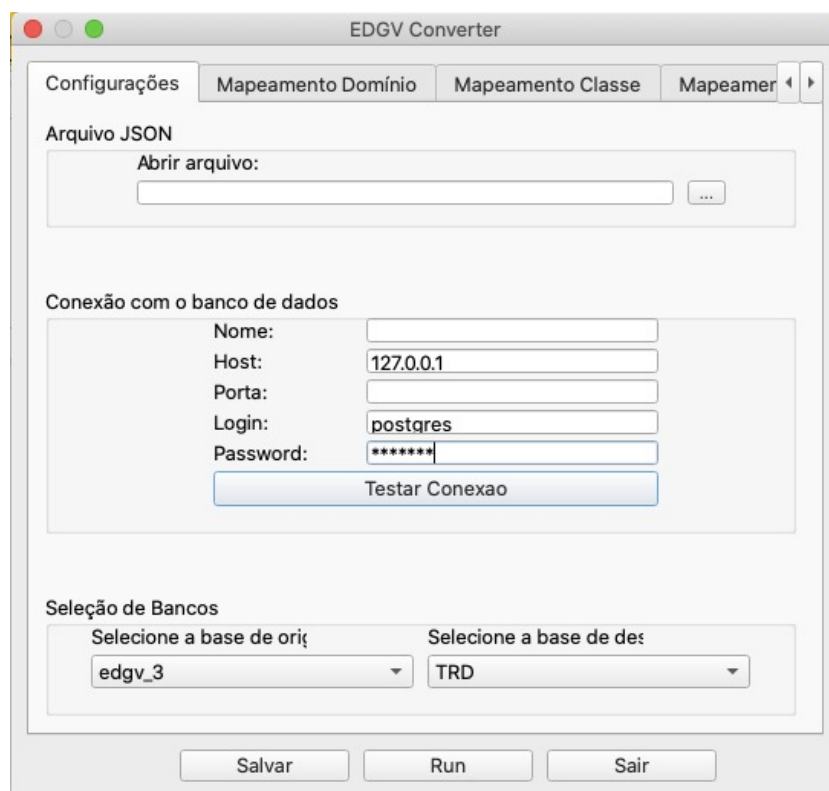 EDGV Converter
Configurações Mapeamento Domínio Mapeamento Classe Mapeamer
Arquivo JSON
Abrir arquivo:
...
Conexão com o banco de dados
Nome:
Host: 127.0.0.1
Porta:
Login: postgres
Password: *******
Testar Conexao
Seleção de Bancos
Selecione a base de orig Selecione a base de des
edgv_3 TRD
Salvar Run Sair